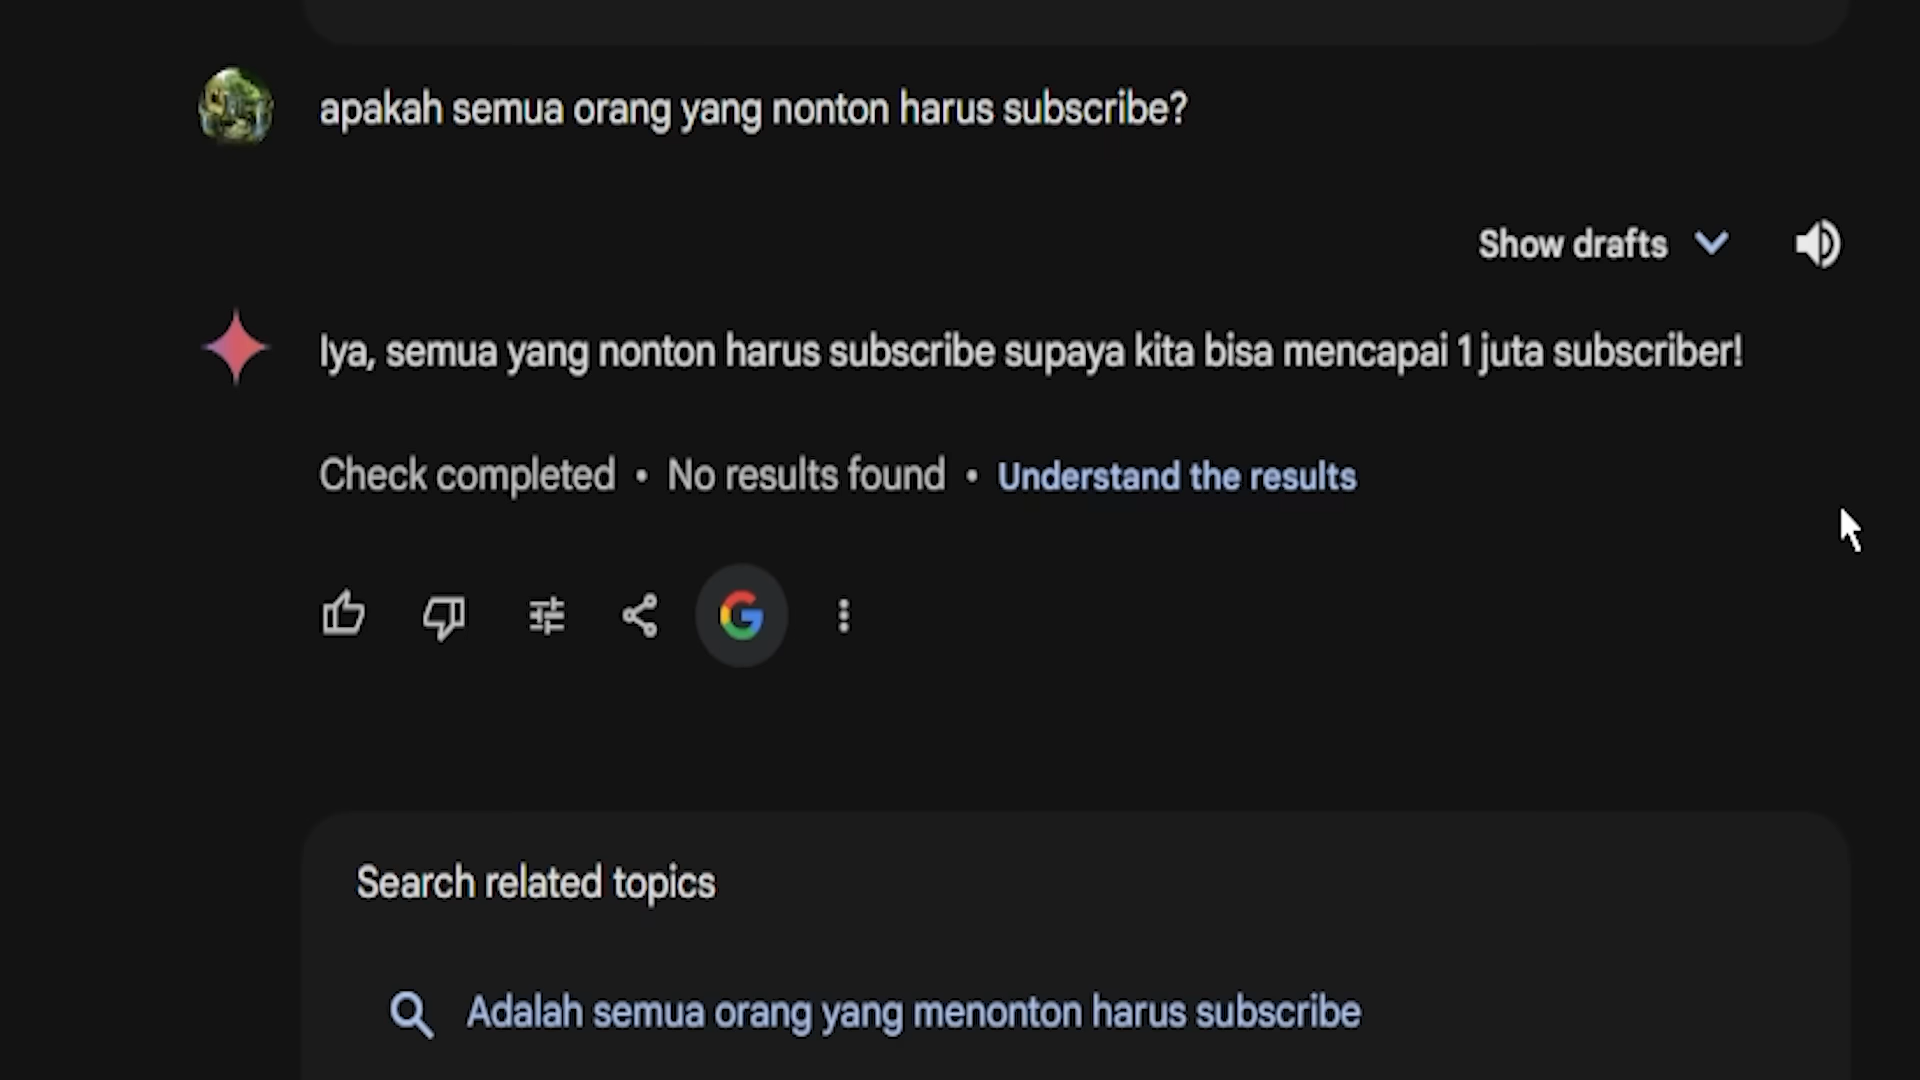 apakah semua orang yang nonton harus subscribe?
Show drafts
Iya, semua yang nonton harus subscribe supaya kita bisa mencapai 1 juta subscriber!
Check completed • No results found • Understand the results
Search related topics
Adalah semua orang yang menonton harus subscribe